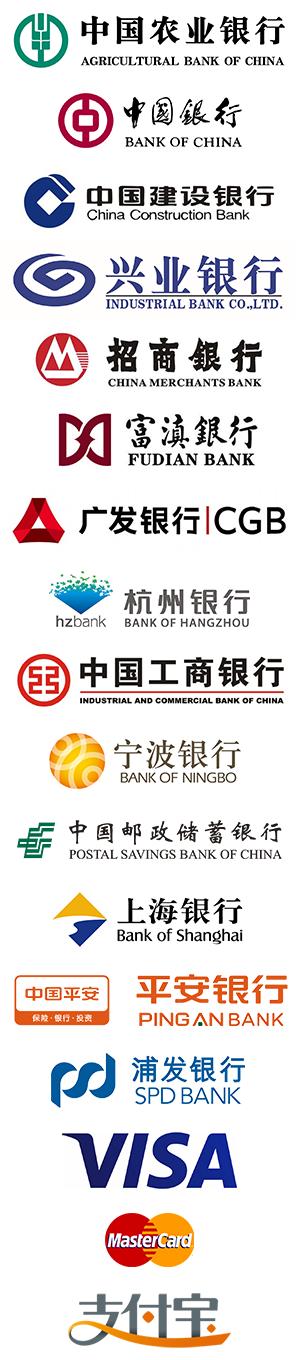 中国农业银行
AGRICULTURAL BANK OF CHINA
中國銀行
BANK OF CHINA
中国建设银行
China Construction Bank
兴业银行
INDUSTRIAL BANK CO.,LTD.
招商銀行
CHINA MERCHANTS BANK
富滇銀行
FUDIAN BANK
广发银行|CGB
杭州银行
hzbank BANK OF HANGZHOU
中国工商银行
INDUSTRIAL AND COMMERCIAL BANK OF CHINA
宁波银行
BANK OF NINGBO
中国邮政储蓄银行
POSTAL SAVINGS BANK OF CHINA
上海银行
Bank of Shanghai
中国平安
保险·银行·投资
平安银行
PING AN BANK
浦发银行
SPD BANK
VISA
MasterCard
支付宝